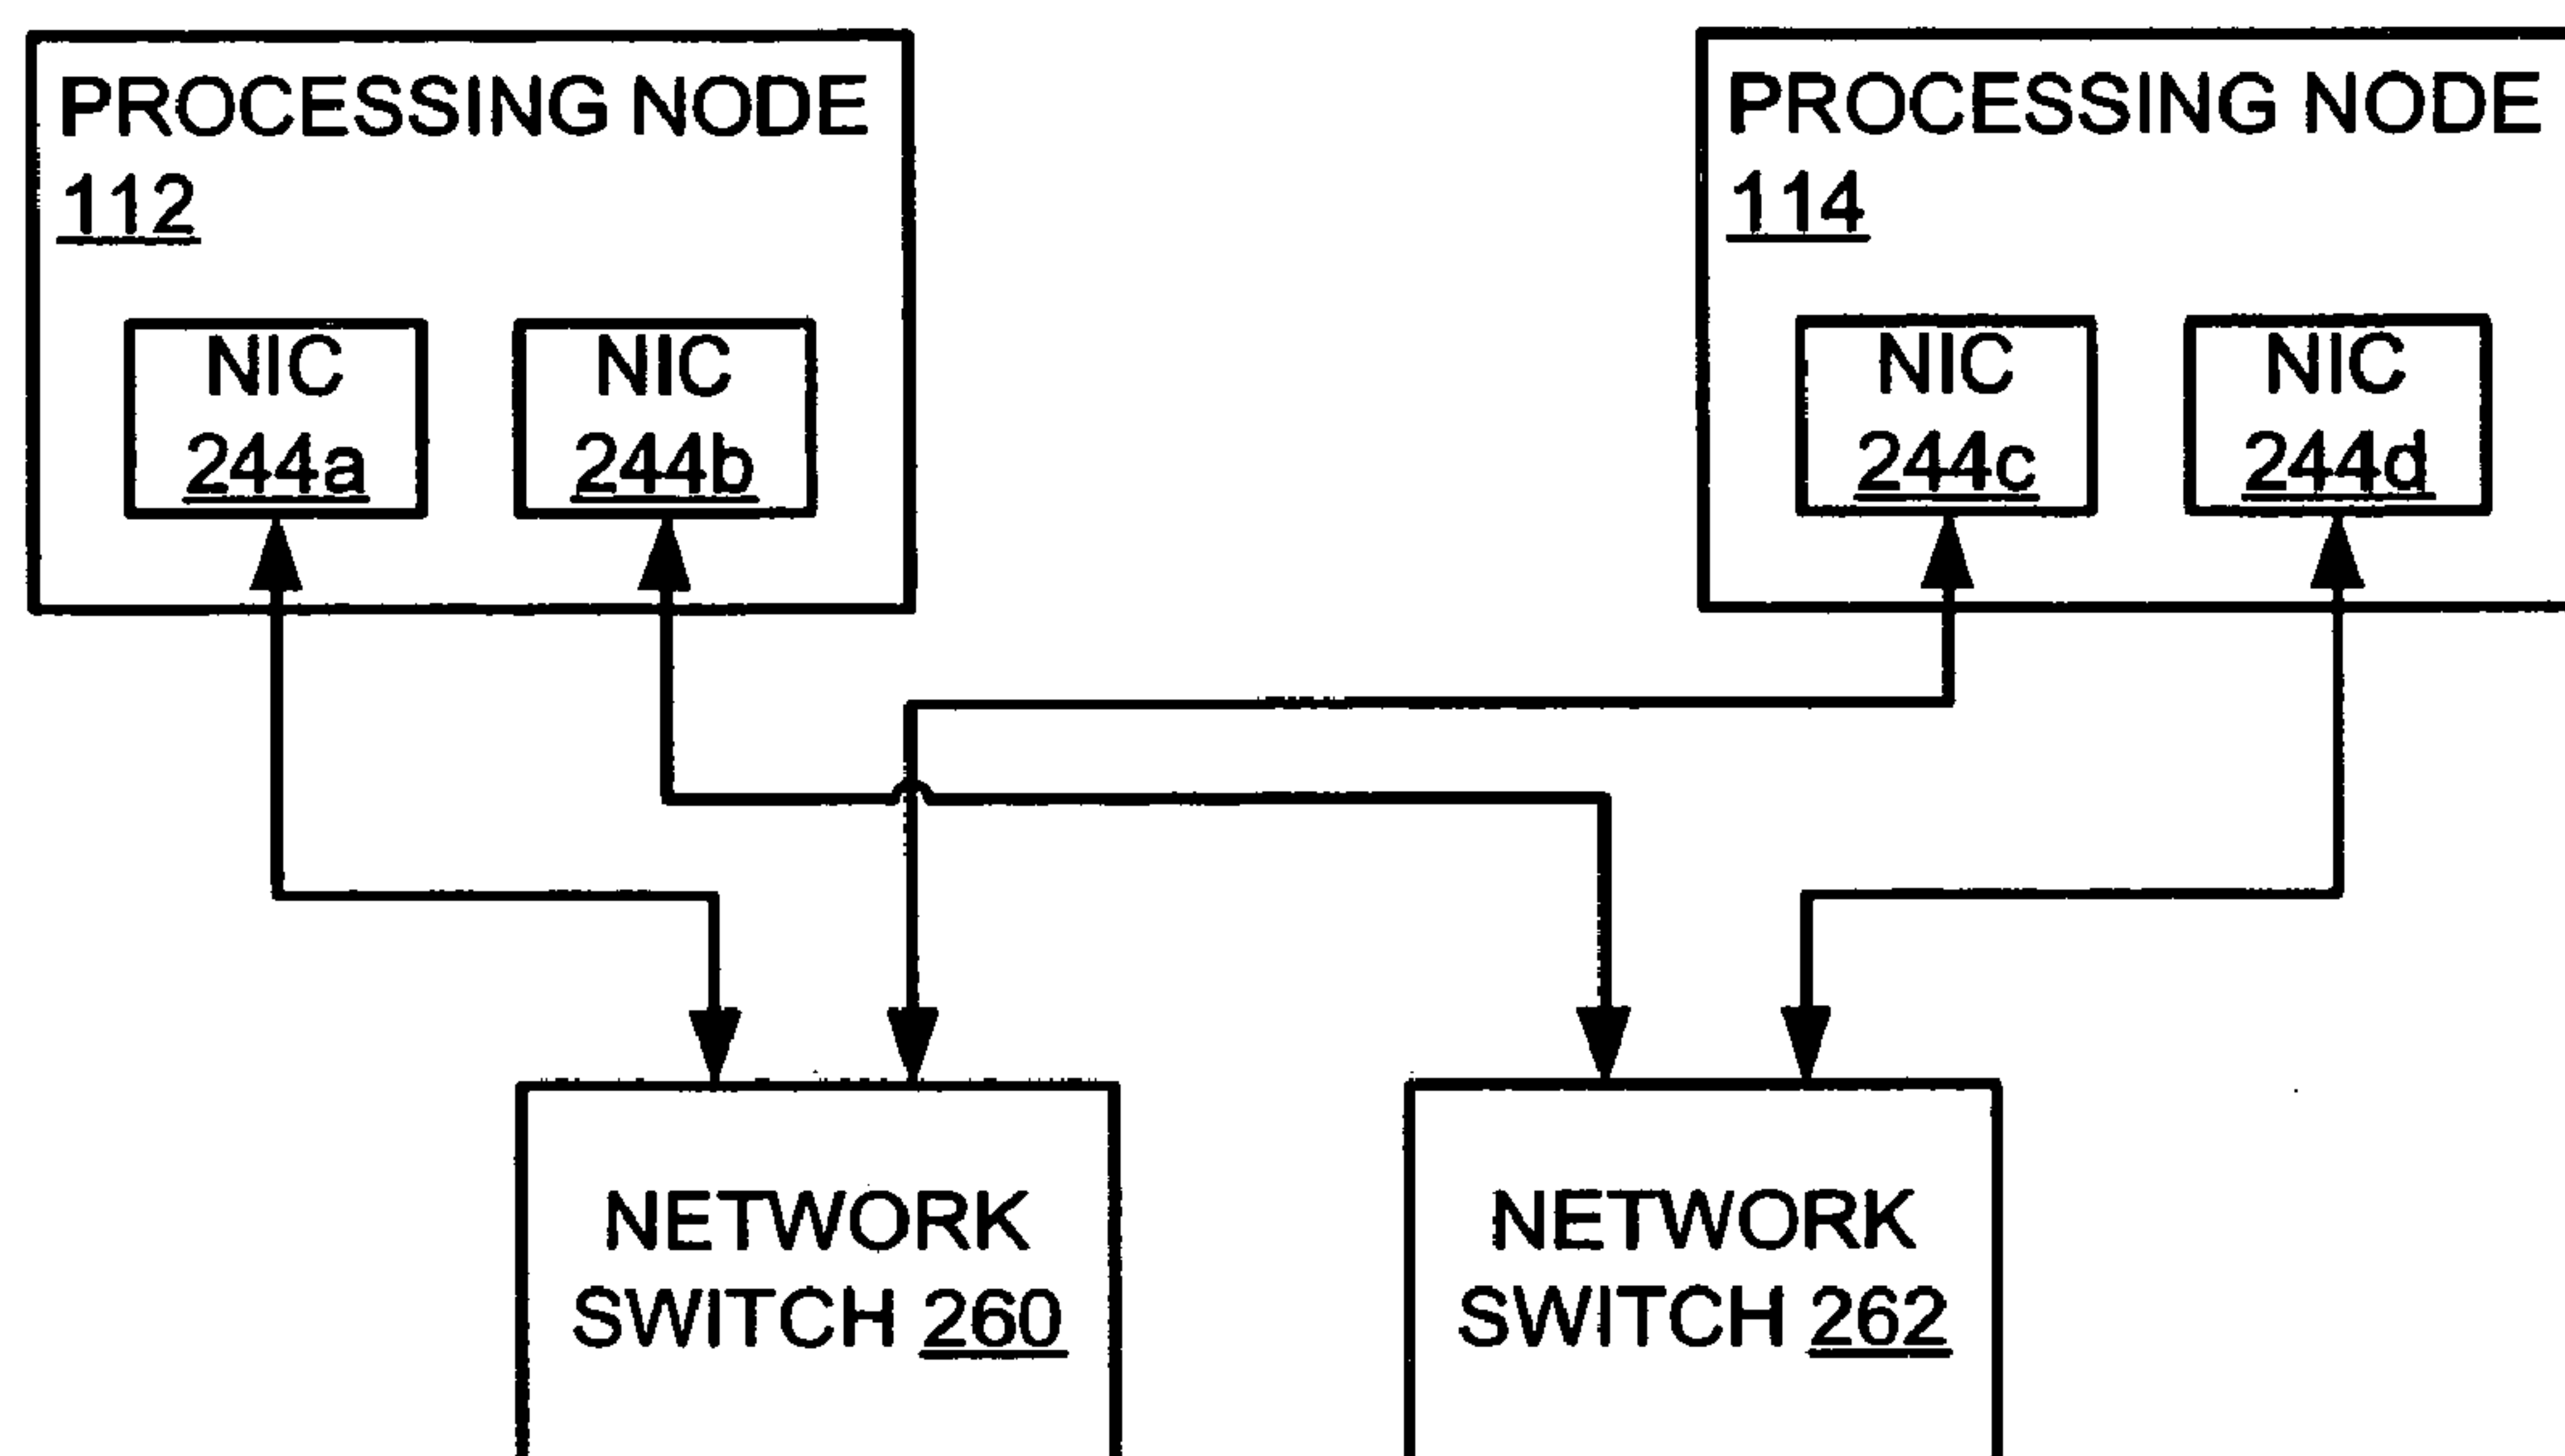 PROCESSING NODE
112
NIC
244a
NIC
244b
PROCESSING NODE
114
NIC
244c
NIC
244d
NETWORK
SWITCH 260
NETWORK
SWITCH 262